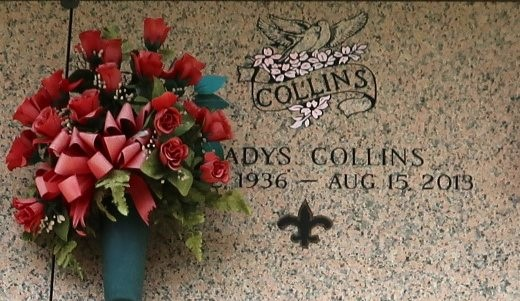 COLLINS
ADYS COLLINS
1936 – AUG 15, 2013